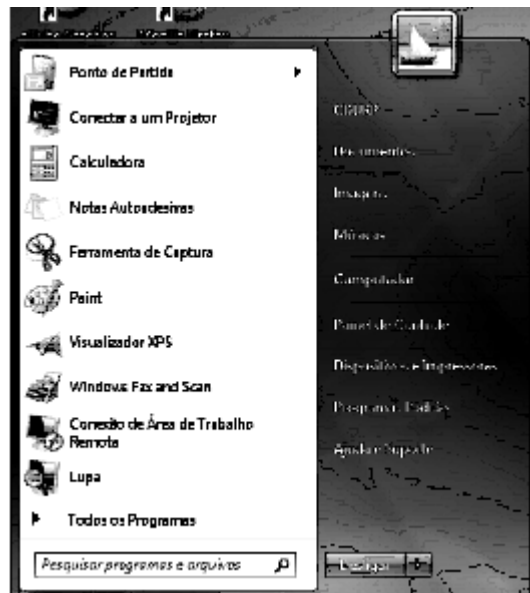 Ponto de Partida
Conectar a um Projetor
Calculadora
Notas Autoadesivas
Ferramenta de Captura
Paint
Visualizador XPS
Windows Fax and Scan
Conexão de Área de Trabalho
Remota
Lupa
Todos os Programas
Pesquisar programas e arquivos
Documentos
Imagens
Músicas
Computador
Painel de Controle
Dispositivos e Impressoras
Programas Padrão
Ajuda e Suporte
Desligar